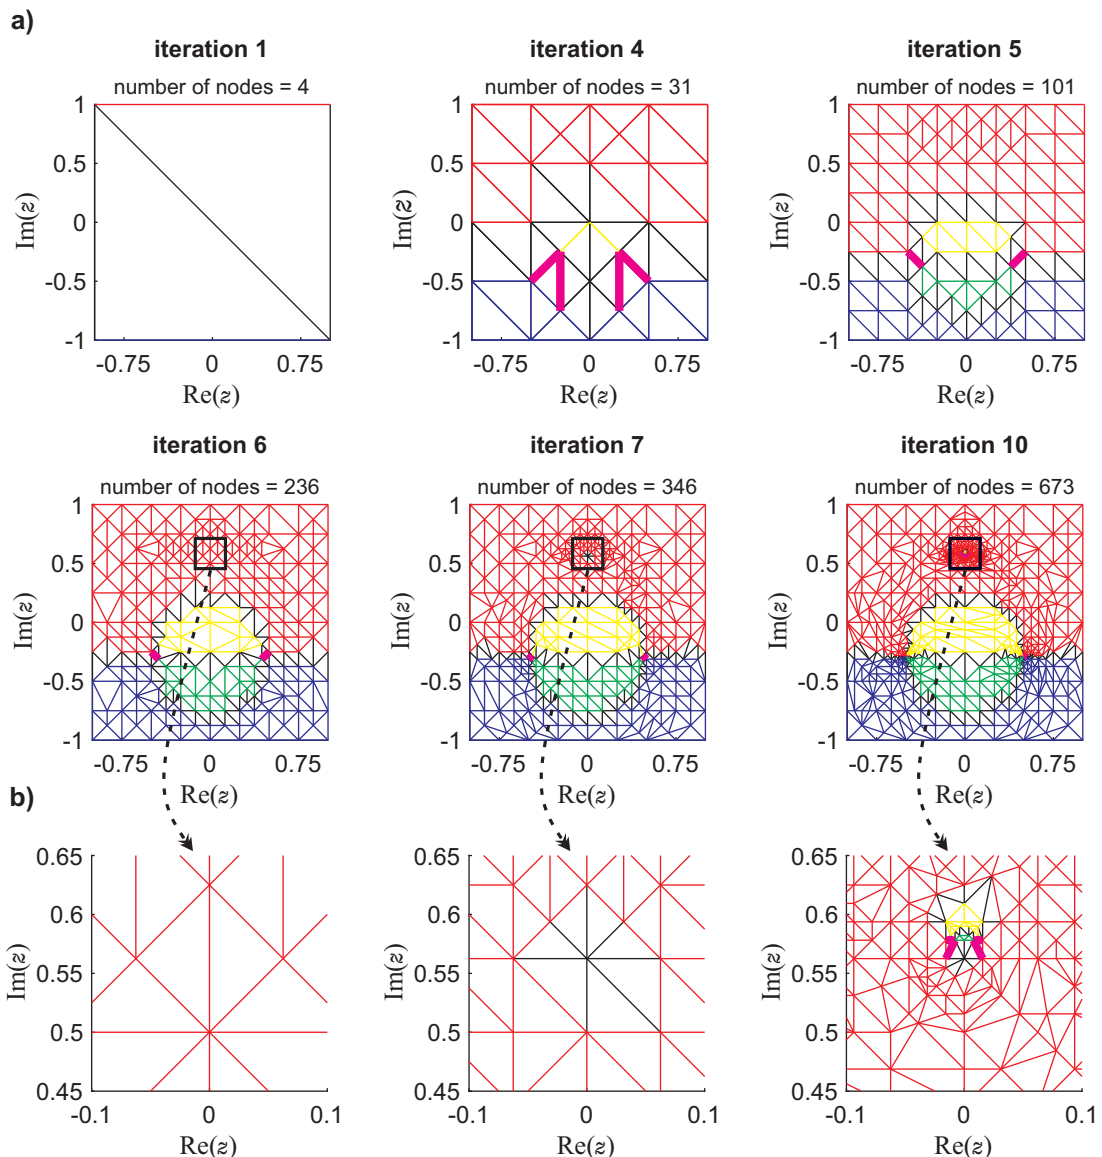 a)
iteration 1
number of nodes = 4
1
0.5
0
-0.5
-1
Im(z)
-0.75 0 0.75
Re(z)
iteration 4
number of nodes = 31
1
0.5
0
-0.5
-1
Im(z)
-0.75 0 0.75
Re(z)
iteration 5
number of nodes = 101
1
0.5
0
-0.5
-1
Im(z)
-0.75 0 0.75
Re(z)
iteration 6
number of nodes = 236
1
0.5
0
-0.5
-1
Im(z)
-0.75 0 0.75
Re(z)
iteration 7
number of nodes = 346
1
0.5
0
-0.5
-1
Im(z)
-0.75 0 0.75
Re(z)
iteration 10
number of nodes = 673
1
0.5
0
-0.5
-1
Im(z)
-0.75 0 0.75
Re(z)
b)
0.65
0.6
0.55
0.5
0.45
Im(z)
-0.1 0 0.1
Re(z)
0.65
0.6
0.55
0.5
0.45
Im(z)
-0.1 0 0.1
Re(z)
0.65
0.6
0.55
0.5
0.45
Im(z)
-0.1 0 0.1
Re(z)